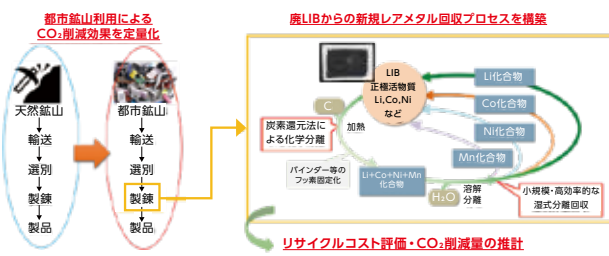 都市鉱山利用による
CO₂削減効果を定量化
天然鉱山
輸送
選別
製錬
製品
都市鉱山
輸送
選別
製錬
製品
廃LIBからの新規レアメタル回収プロセスを構築
LIB
正極活物質
Li,Co,Ni
など
C
加熱
炭素還元法に
よる化学分離
バインダー等の
フッ素固定化
Li+Co+Ni+Mn
化合物
H₂O
溶解
分離
Li化合物
Co化合物
Ni化合物
Mn化合物
小規模・高効率的な
湿式分離回収
リサイクルコスト評価・CO₂削減量の推計